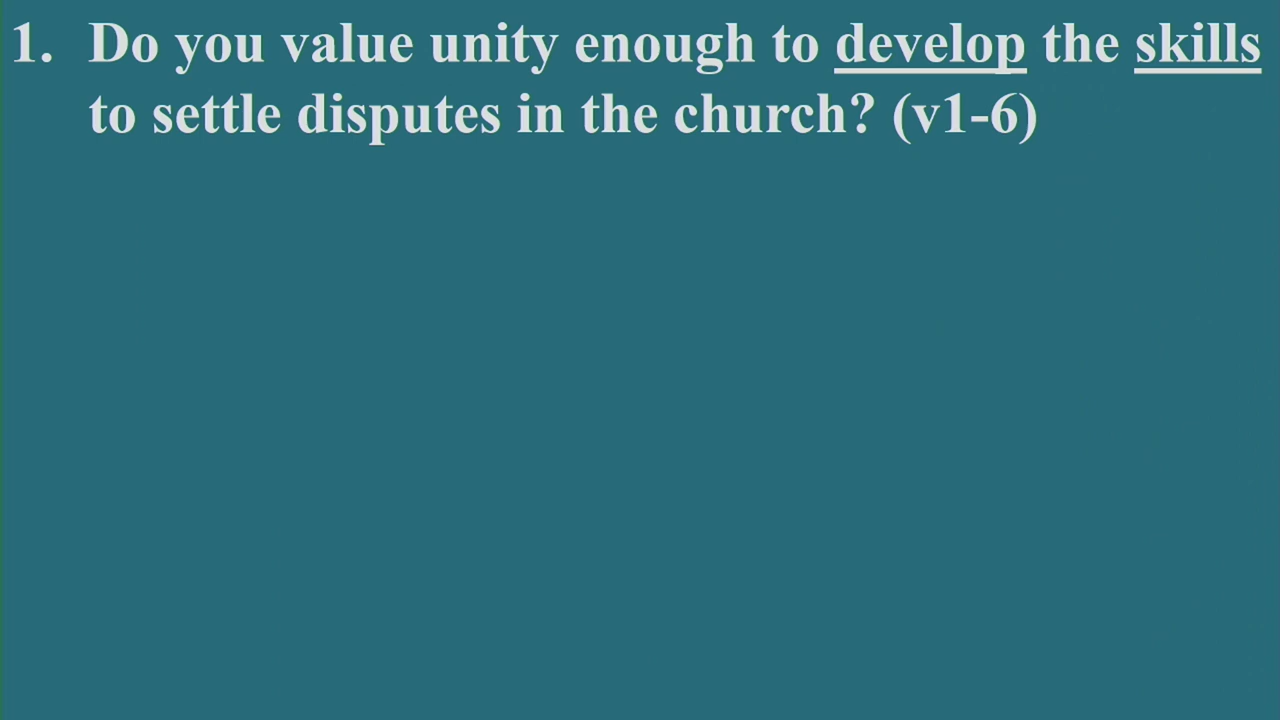 1. Do you value unity enough to develop the skills
to settle disputes in the church? (v1-6)